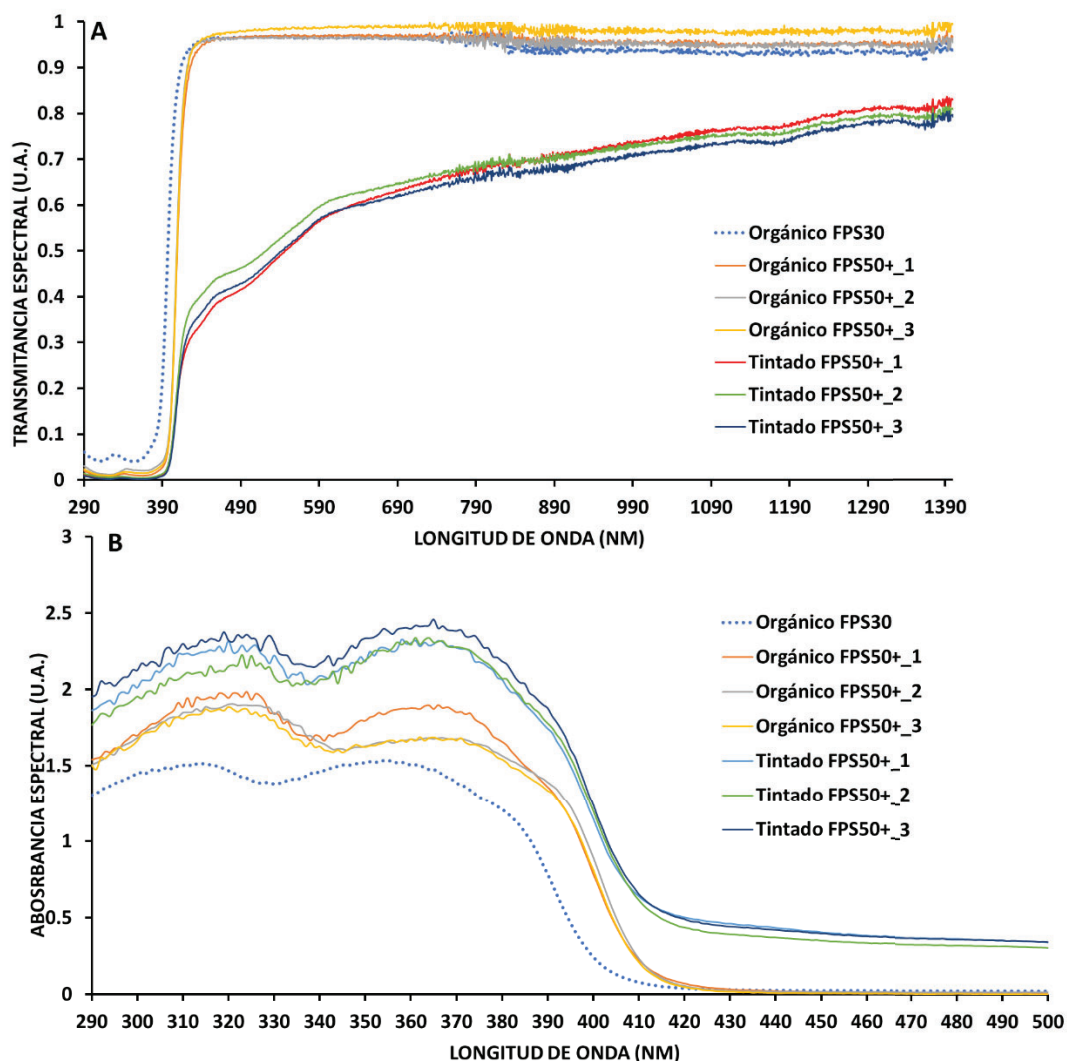 A
TRANSMITANCIA ESPECTRAL (U.A.)
1
0.9
0.8
0.7
0.6
0.5
0.4
0.3
0.2
0.1
0
290 390 490 590 690 790 890 990 1090 1190 1290 1390
LONGITUD DE ONDA (NM)
Orgánico FPS30
Orgánico FPS50+_1
Orgánico FPS50+_2
Orgánico FPS50+_3
Tintado FPS50+_1
Tintado FPS50+_2
Tintado FPS50+_3
B
ABOSRBANCIA ESPECTRAL (U.A.)
3
2.5
2
1.5
1
0.5
0
290 300 310 320 330 340 350 360 370 380 390 400 410 420 430 440 450 460 470 480 490 500
LONGITUD DE ONDA (NM)
Orgánico FPS30
Orgánico FPS50+_1
Orgánico FPS50+_2
Orgánico FPS50+_3
Tintado FPS50+_1
Tintado FPS50+_2
Tintado FPS50+_3